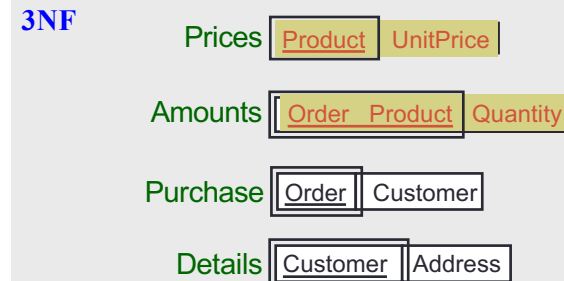 3NF
Prices Product UnitPrice
Amounts Order Product Quantity
Purchase Order Customer
Details Customer Address